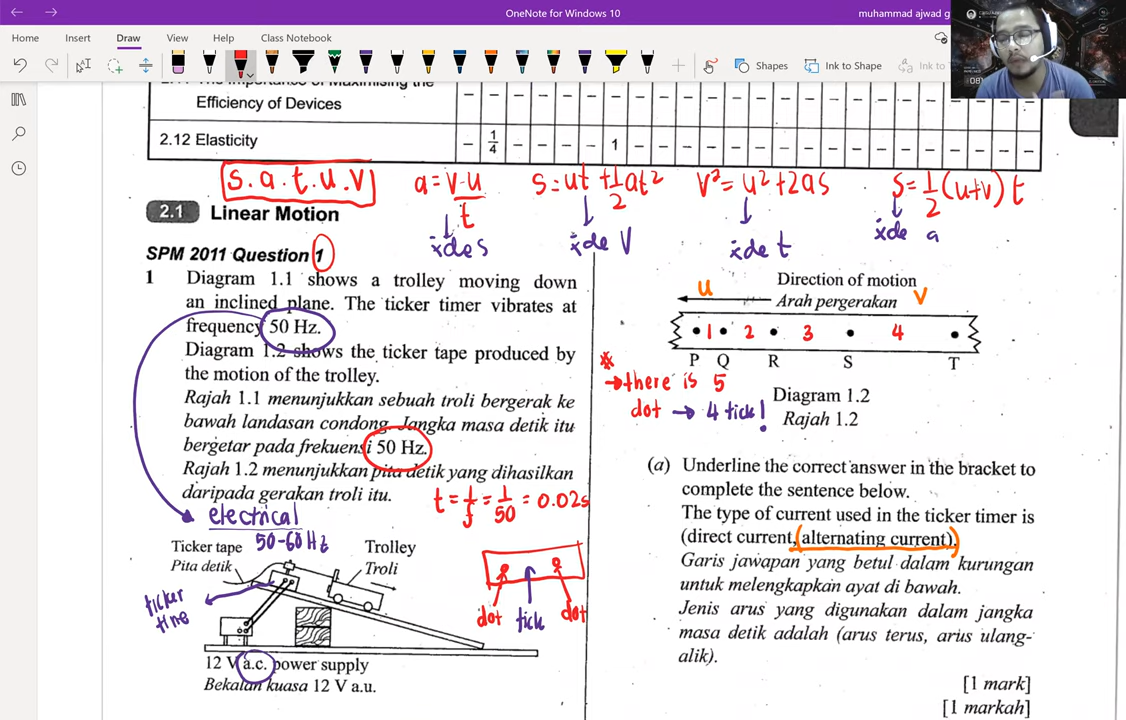 OneNote for Windows 10
muhammad ajwad g
Home Insert Draw View Help Class Notebook
Shapes Ink to Shape Ink to
Efficiency of Devices
2.12 Elasticity – 1/4 – – – – – 1 – – – – – – – – – – – – –
s.a.t.u.v a = v-u/t s = ut + 1/2 at² v² = u² + 2as s = 1/2 (u+v) t
2.1 Linear Motion
ẋde s ẋde v ẋde t ẋde a
SPM 2011 Question 1
1 Diagram 1.1 shows a trolley moving down
an inclined plane. The ticker timer vibrates at
frequency 50 Hz.
Diagram 1.2 shows the ticker tape produced by
the motion of the trolley.
Rajah 1.1 menunjukkan sebuah troli bergerak ke
bawah landasan condong. Jangka masa detik itu
bergetar pada frekuensi 50 Hz.
Rajah 1.2 menunjukkan pita detik yang dihasilkan
daripada gerakan troli itu.
t = 1/f = 1/50 = 0.02s
electrical
50-60Hz
Ticker tape
Pita detik
Trolley
Troli
ticker
time
dot tick dot
12 V a.c. power supply
Bekalan kuasa 12 V a.u.
Direction of motion
Arah pergerakan
u v
1 2 3 4
P Q R S T
* → there is 5
dot → 4 tick!
Diagram 1.2
Rajah 1.2
(a) Underline the correct answer in the bracket to
complete the sentence below.
The type of current used in the ticker timer is
(direct current, alternating current).
Garis jawapan yang betul dalam kurungan
untuk melengkapkan ayat di bawah.
Jenis arus yang digunakan dalam jangka
masa detik adalah (arus terus, arus ulang-
alik).
[1 mark]
[1 markah]